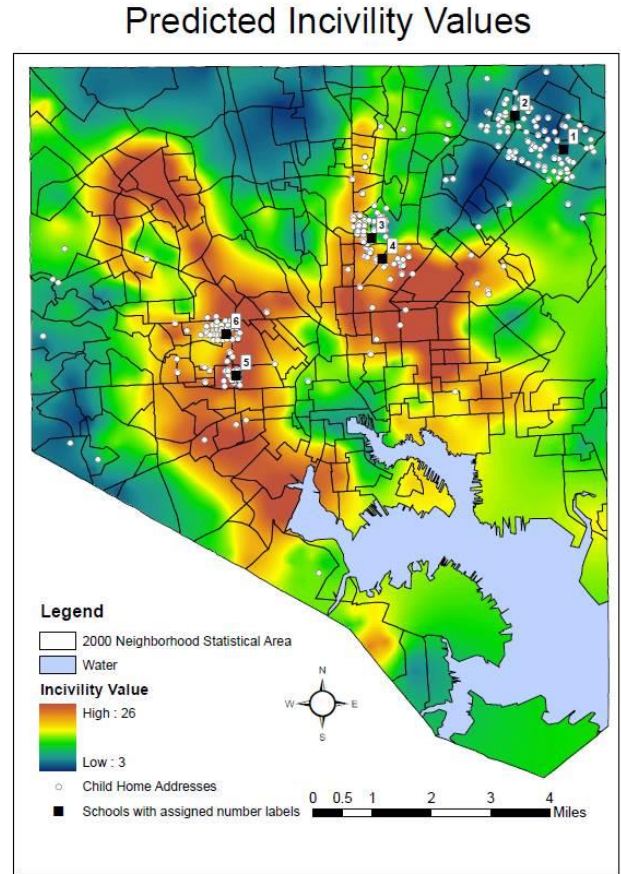 Predicted Incivility Values
2
1
3
4
6
5
Legend
2000 Neighborhood Statistical Area
Water
Incivility Value
High : 26
Low : 3
Child Home Addresses
Schools with assigned number labels
N
W E
S
0 0.5 1 2 3 4
Miles